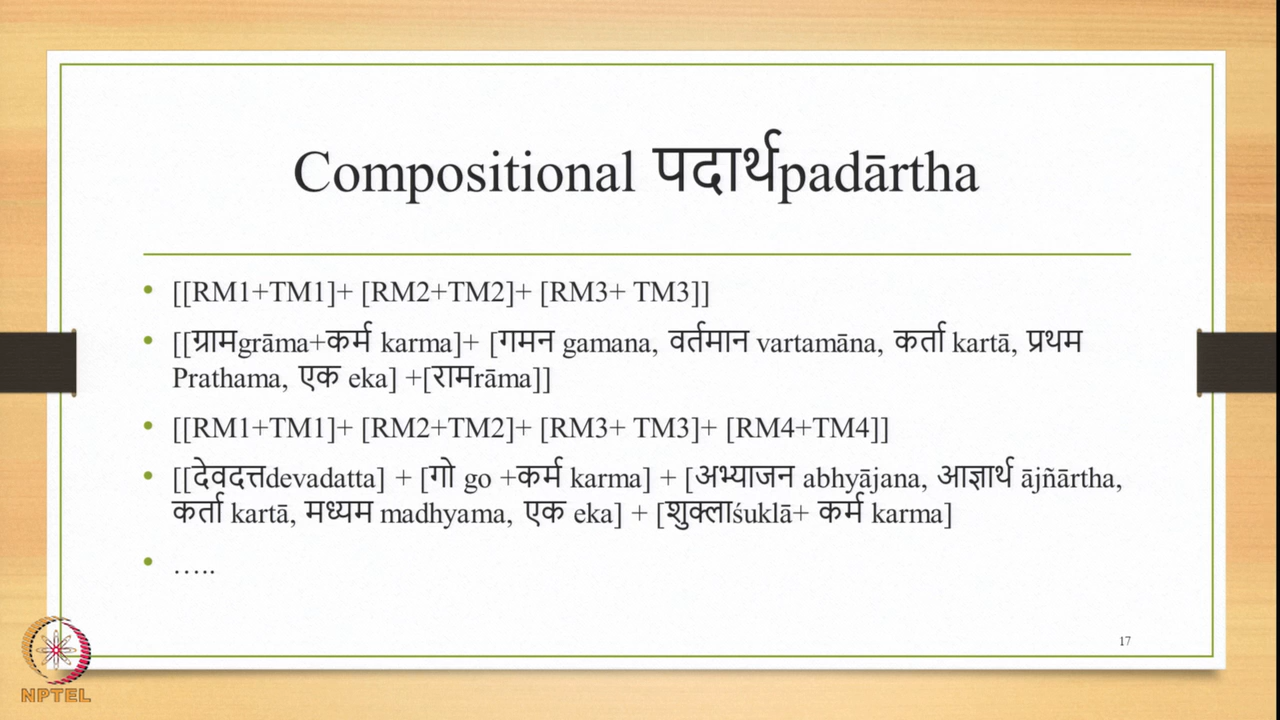 Compositional पदार्थpadārtha
• [[RM1+TM1]+ [RM2+TM2]+ [RM3+ TM3]]
• [[ग्रामgrāma+कर्म karma]+ [गमन gamana, वर्तमान vartamāna, कर्ता kartā, प्रथम
Prathama, एक eka] +[रामrāma]]
• [[RM1+TM1]+ [RM2+TM2]+ [RM3+ TM3]+ [RM4+TM4]]
• [[देवदत्तdevadatta] + [गो go +कर्म karma] + [अभ्याजन abhyājana, आज्ञार्थ ājñārtha,
कर्ता kartā, मध्यम madhyama, एक eka] + [शुक्लाśuklā+ कर्म karma]
• …..
17
NPTEL